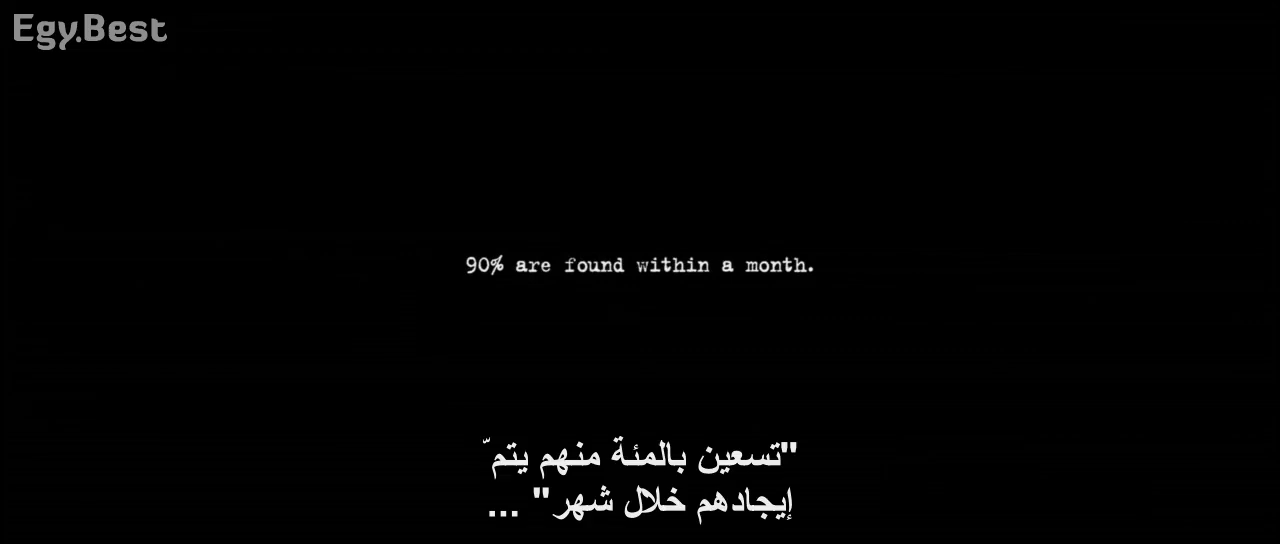 Egy.Best
90% are found within a month.
"تسعين بالمئة منهم يتمّ
إيجادهم خلال شهر" ...